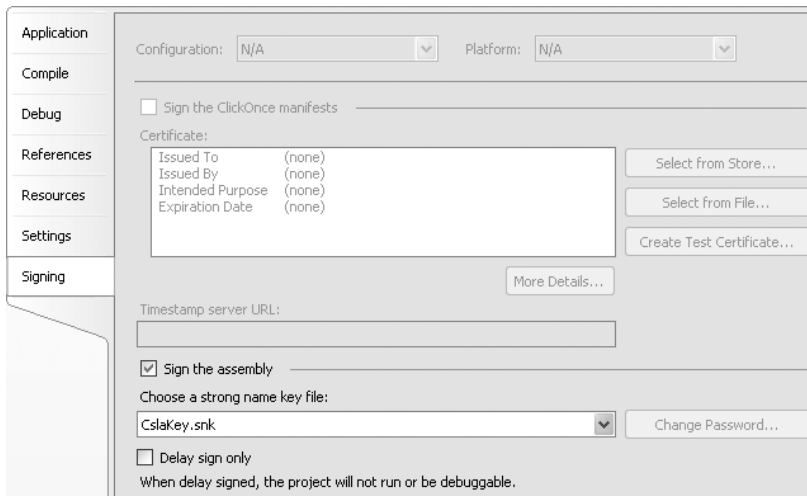 Application
Compile
Debug
References
Resources
Settings
Signing
Configuration: N/A Platform: N/A
Sign the ClickOnce manifests
Certificate:
Issued To (none)
Issued By (none)
Intended Purpose (none)
Expiration Date (none)
Select from Store...
Select from File...
Create Test Certificate...
More Details...
Timestamp server URL:
Sign the assembly
Choose a strong name key file:
CslaKey.snk Change Password...
Delay sign only
When delay signed, the project will not run or be debuggable.